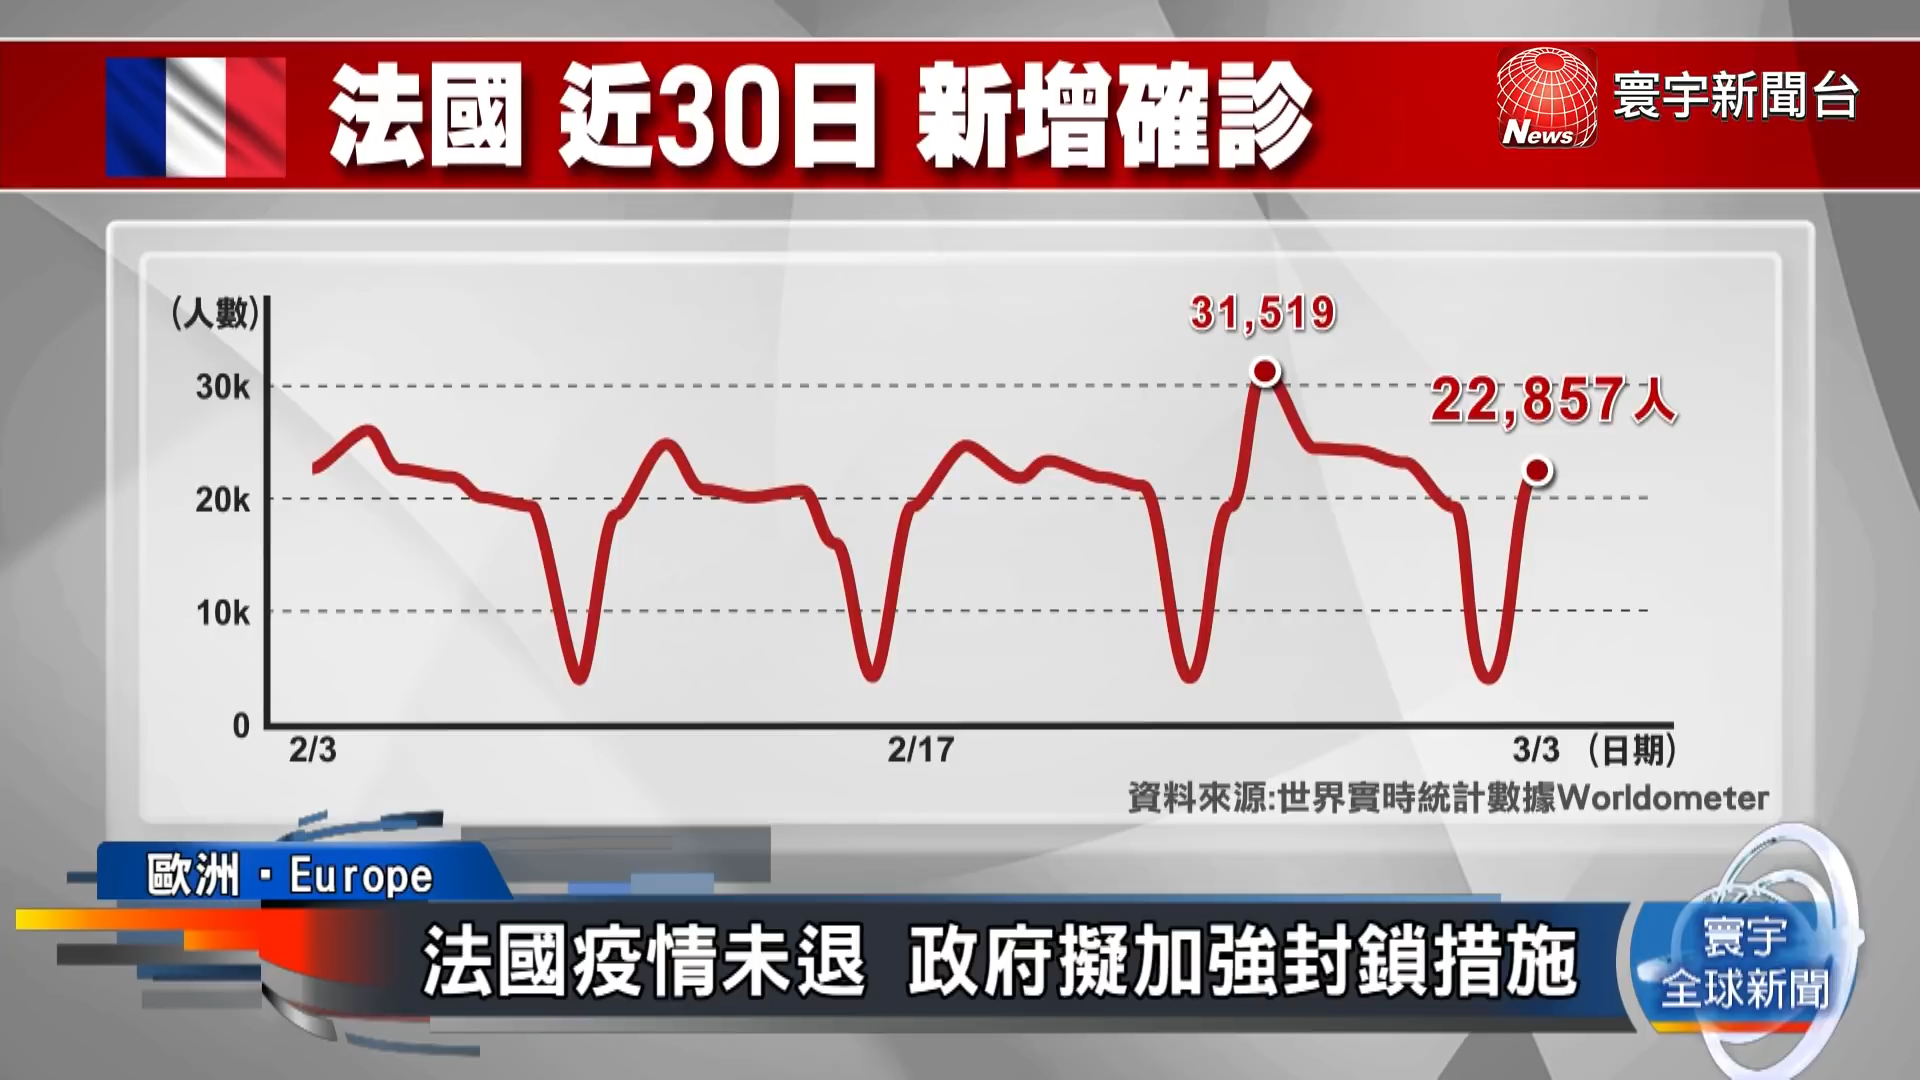 法國 近30日 新增確診
News 寰宇新聞台
(人數)
31,519
30k
22,857人
20k
10k
0
2/3 2/17 3/3 (日期)
資料來源:世界實時統計數據Worldometer
歐洲・Europe
法國疫情未退 政府擬加強封鎖措施
寰宇
全球新聞